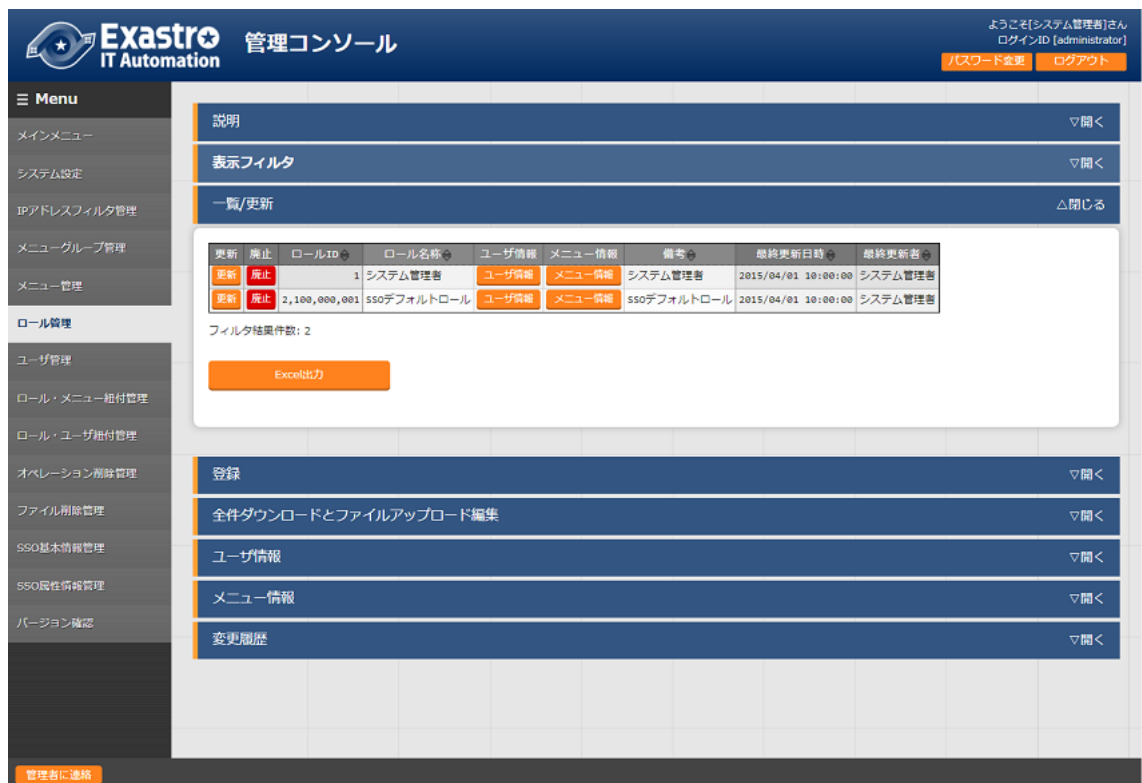 Exastro
IT Automation
管理コンソール
ようこそ[システム管理者]さん
ログインID [administrator]
パスワード変更 ログアウト
☰ Menu
メインメニュー
システム設定
IPアドレスフィルタ管理
メニューグループ管理
メニュー管理
ロール管理
ユーザ管理
ロール・メニュー紐付管理
ロール・ユーザ紐付管理
オペレーション削除管理
ファイル削除管理
SSO基本情報管理
SSO属性情報管理
バージョン確認
説明 ▽開く
表示フィルタ ▽開く
一覧/更新 △閉じる
更新 廃止 ロールID ロール名称 ユーザ情報 メニュー情報 備考 最終更新日時 最終更新者
更新 廃止 1 システム管理者 ユーザ情報 メニュー情報 システム管理者 2015/04/01 10:00:00 システム管理者
更新 廃止 2,100,000,001 SSOデフォルトロール ユーザ情報 メニュー情報 SSOデフォルトロール 2015/04/01 10:00:00 システム管理者
フィルタ結果件数: 2
Excel出力
登録 ▽開く
全件ダウンロードとファイルアップロード編集 ▽開く
ユーザ情報 ▽開く
メニュー情報 ▽開く
変更履歴 ▽開く
管理者に連絡